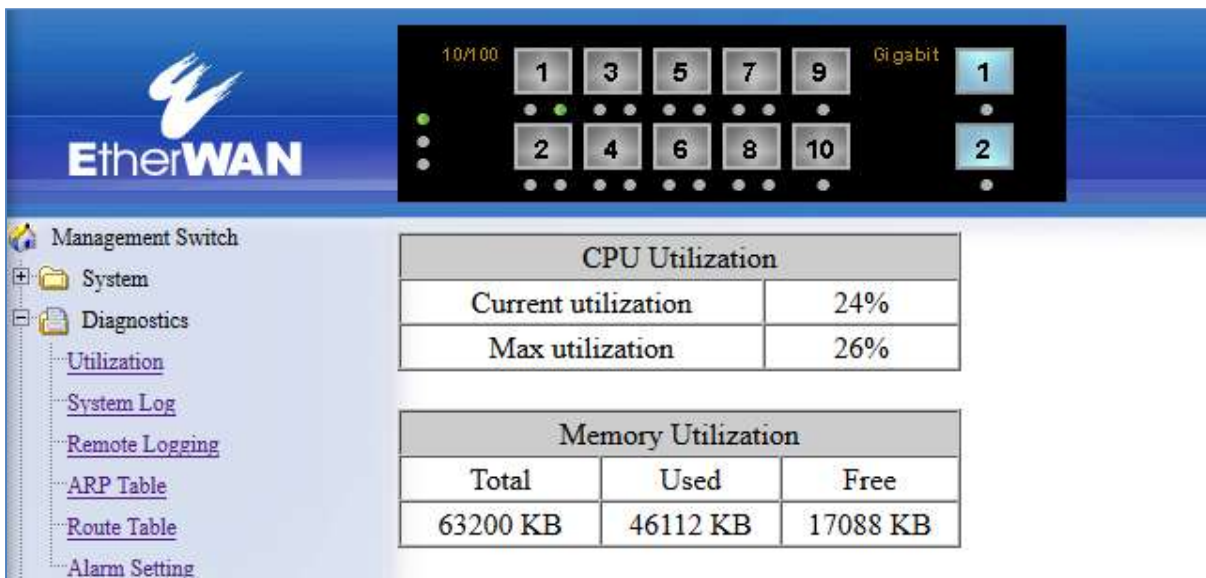 EtherWAN
10/100
1 3 5 7 9
Gigabit
1
2 4 6 8 10
2
Management Switch
System
Diagnostics
Utilization
System Log
Remote Logging
ARP Table
Route Table
Alarm Setting
CPU Utilization
Current utilization 24%
Max utilization 26%
Memory Utilization
Total Used Free
63200 KB 46112 KB 17088 KB